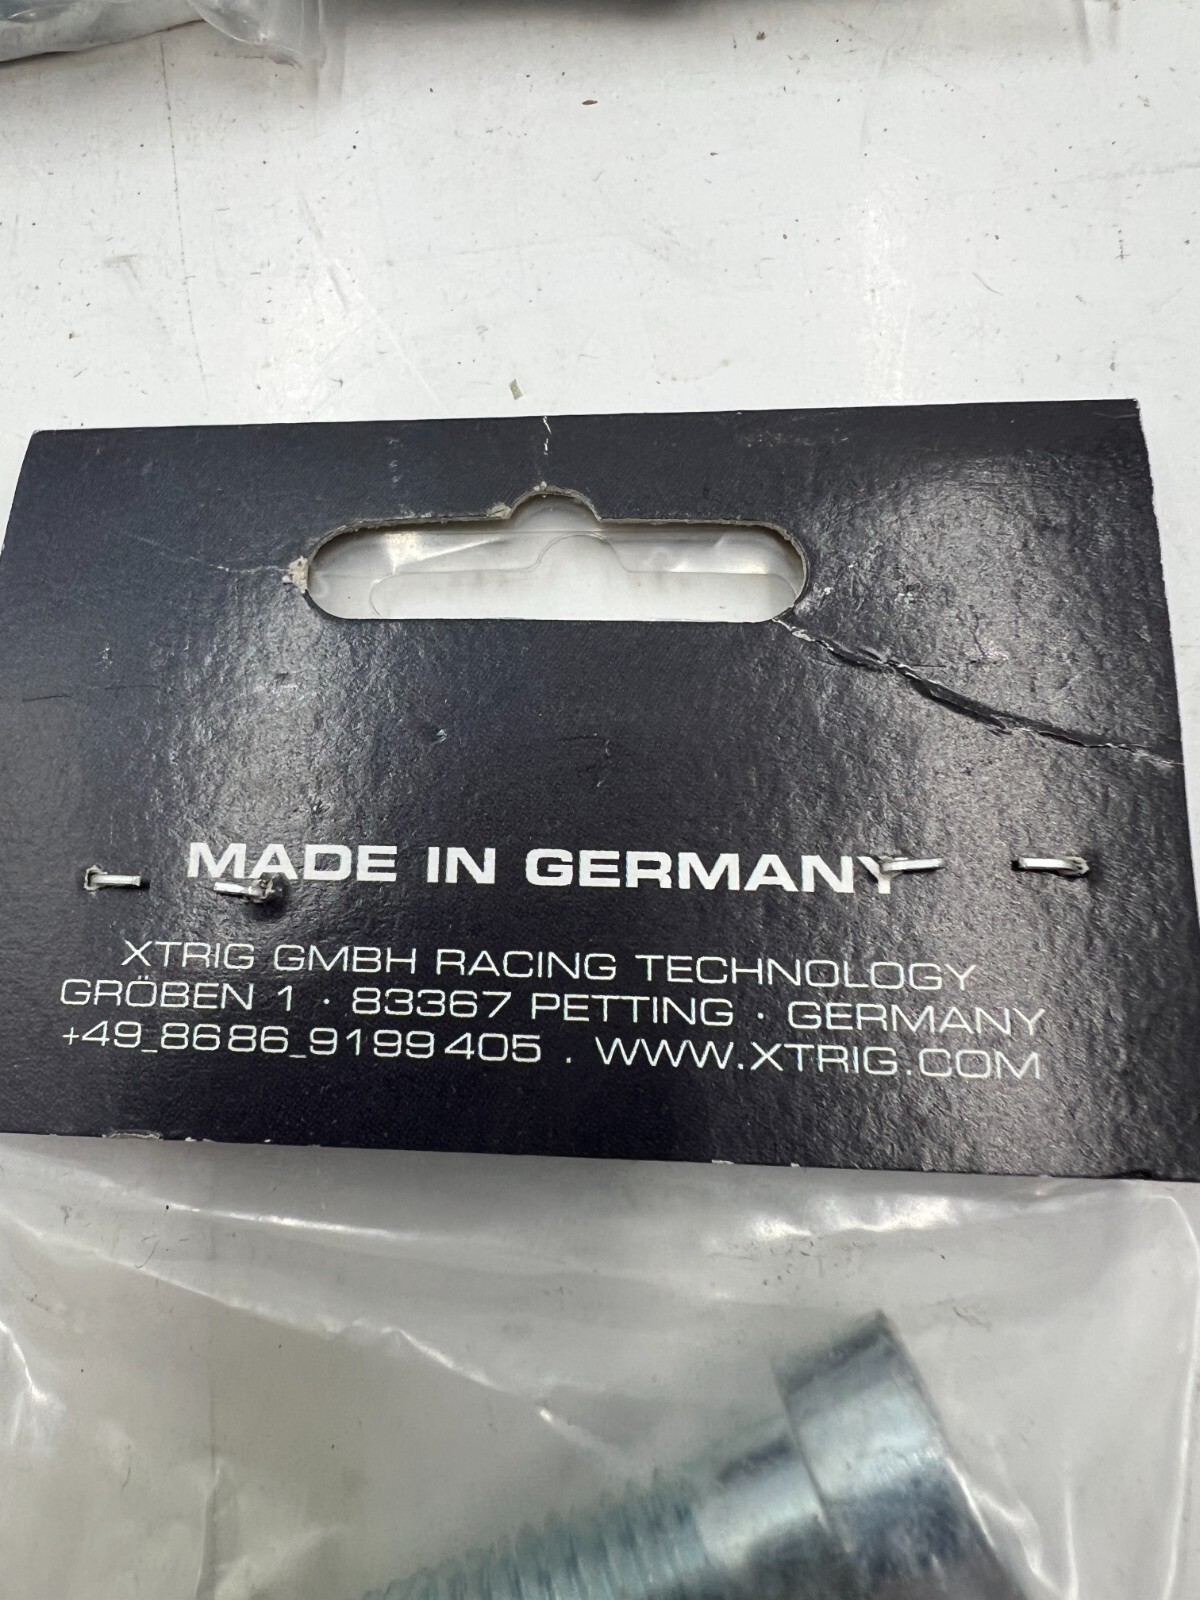 MADE IN GERMANY
XTRIG GMBH RACING TECHNOLOGY
GRÖBEN 1 · 83367 PETTING · GERMANY
+49_8686_9199405 . WWW.XTRIG.COM